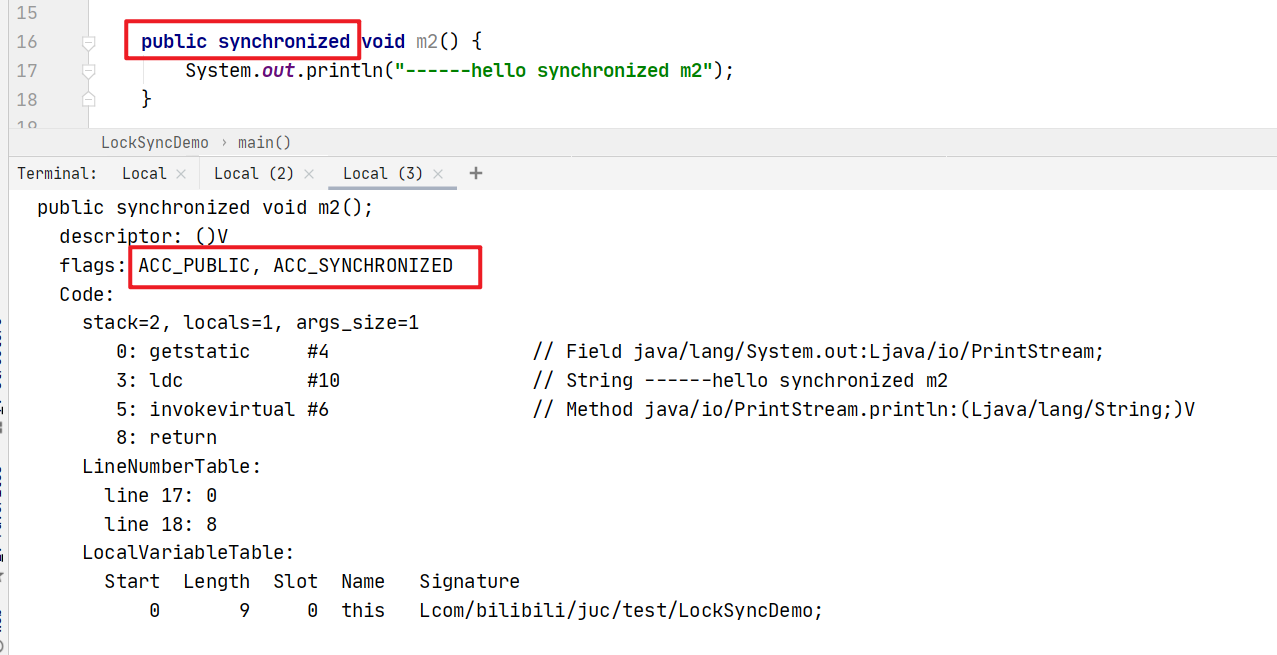 15
16 public synchronized void m2() {
17 System.out.println("------hello synchronized m2");
18 }
19
LockSyncDemo › main()
Terminal: Local × Local (2) × Local (3) × +
public synchronized void m2();
descriptor: ()V
flags: ACC_PUBLIC, ACC_SYNCHRONIZED
Code:
stack=2, locals=1, args_size=1
0: getstatic #4 // Field java/lang/System.out:Ljava/io/PrintStream;
3: ldc #10 // String ------hello synchronized m2
5: invokevirtual #6 // Method java/io/PrintStream.println:(Ljava/lang/String;)V
8: return
LineNumberTable:
line 17: 0
line 18: 8
LocalVariableTable:
Start Length Slot Name Signature
0 9 0 this Lcom/bilibili/juc/test/LockSyncDemo;